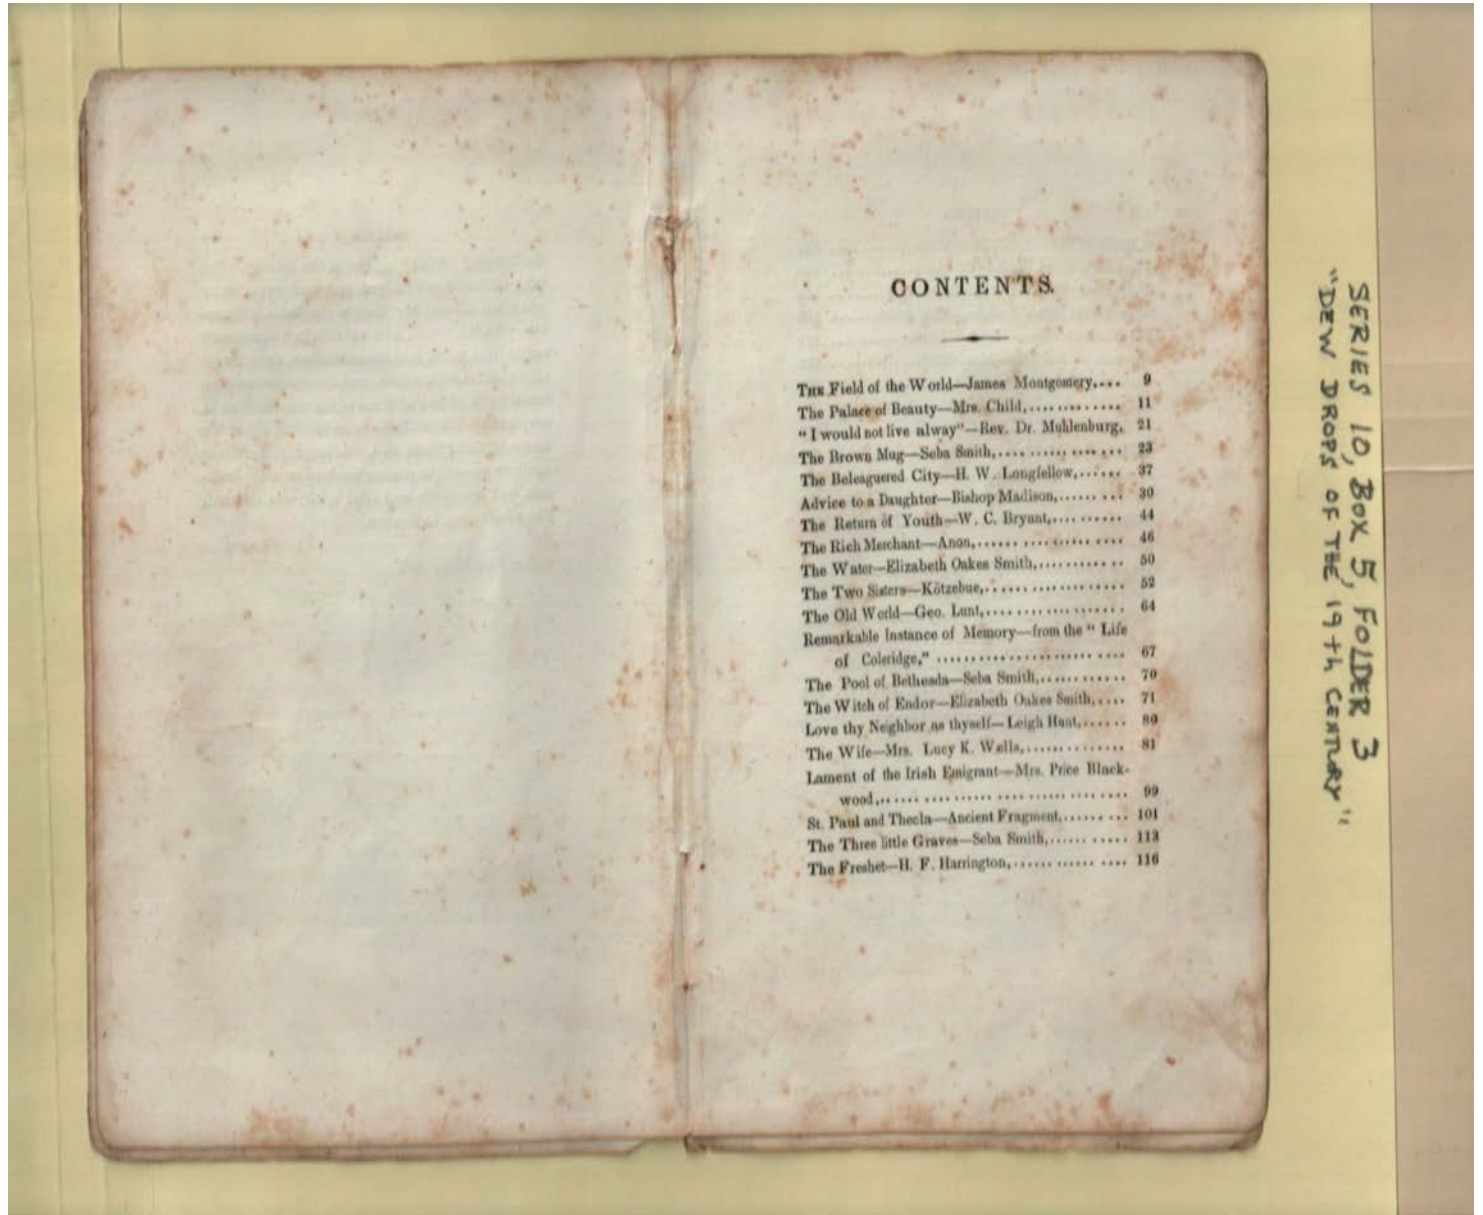 CONTENTS.
THE Field of the World—James Montgomery,.... 9
The Palace of Beauty—Mrs. Child,............. 11
"I would not live alway"—Rev. Dr. Muhlenburg, 21
The Brown Mug—Seba Smith,.................. 23
The Beleaguered City—H. W. Longfellow,...... 37
Advice to a Daughter—Bishop Madison,......... 30
The Return of Youth—W. C. Bryant,.......... 44
The Rich Merchant—Anon,..................... 46
The Water—Elizabeth Oakes Smith,............ 50
The Two Sisters—Kötzebue,................... 52
The Old World—Geo. Lunt,.................... 64
Remarkable Instance of Memory—from the "Life
of Coleridge," ........................... 67
The Pool of Bethesda—Seba Smith,............ 70
The Witch of Endor—Elizabeth Oakes Smith,.... 71
Love thy Neighbor as thyself—Leigh Hunt,...... 80
The Wife—Mrs. Lucy K. Wells,............... 81
Lament of the Irish Emigrant—Mrs. Price Black-
wood,................................. 99
St. Paul and Thecla—Ancient Fragment,......... 101
The Three little Graves—Seba Smith,.......... 113
The Freshet—H. F. Harrington,................ 116
SERIES 10, BOX 5, FOLDER 3
"DEW DROPS OF THE 19th CENTURY"